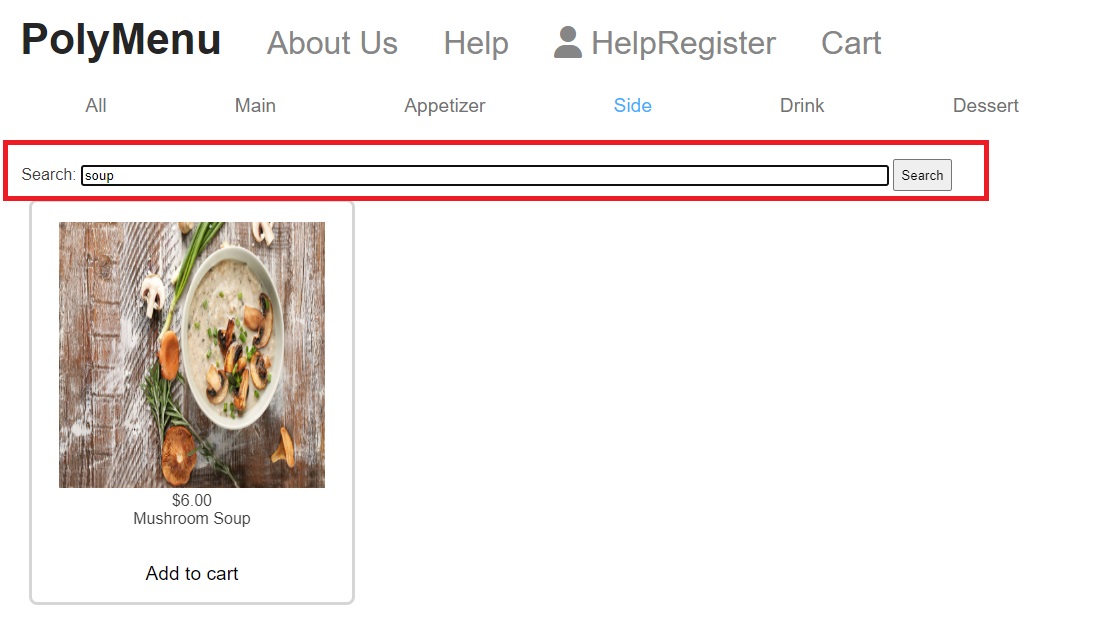 PolyMenu About Us Help HelpRegister Cart
All Main Appetizer Side Drink Dessert
Search: soup Search
$6.00
Mushroom Soup
Add to cart